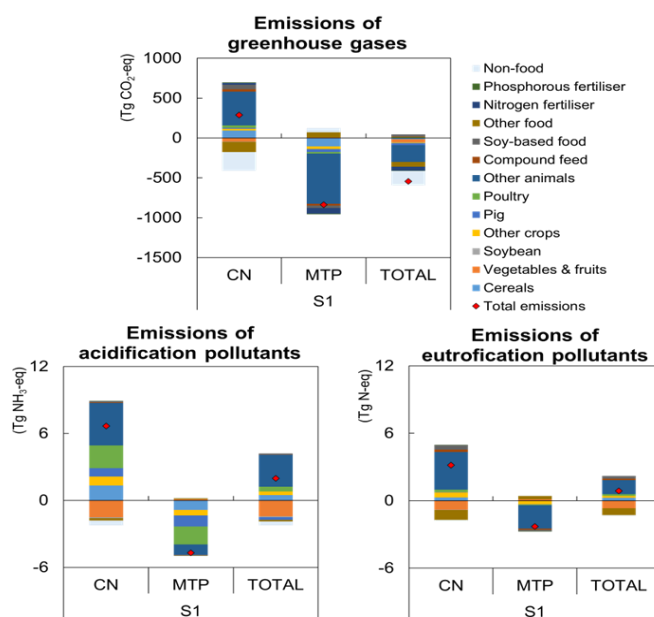 Emissions of
greenhouse gases
(Tg CO₂-eq)
1000
500
0
-500
-1000
-1500
CN MTP TOTAL
S1
Non-food
Phosphorous fertiliser
Nitrogen fertiliser
Other food
Soy-based food
Compound feed
Other animals
Poultry
Pig
Other crops
Soybean
Vegetables & fruits
Cereals
Total emissions
Emissions of
acidification pollutants
(Tg NH₃-eq)
12
6
0
-6
CN MTP TOTAL
S1
Emissions of
eutrofication pollutants
(Tg N-eq)
12
6
0
-6
CN MTP TOTAL
S1